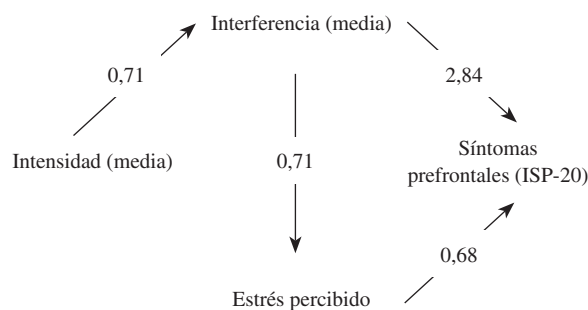 Interferencia (media)
0,71
2,84
Intensidad (media)
0,71
Síntomas
prefrontales (ISP-20)
0,68
Estrés percibido